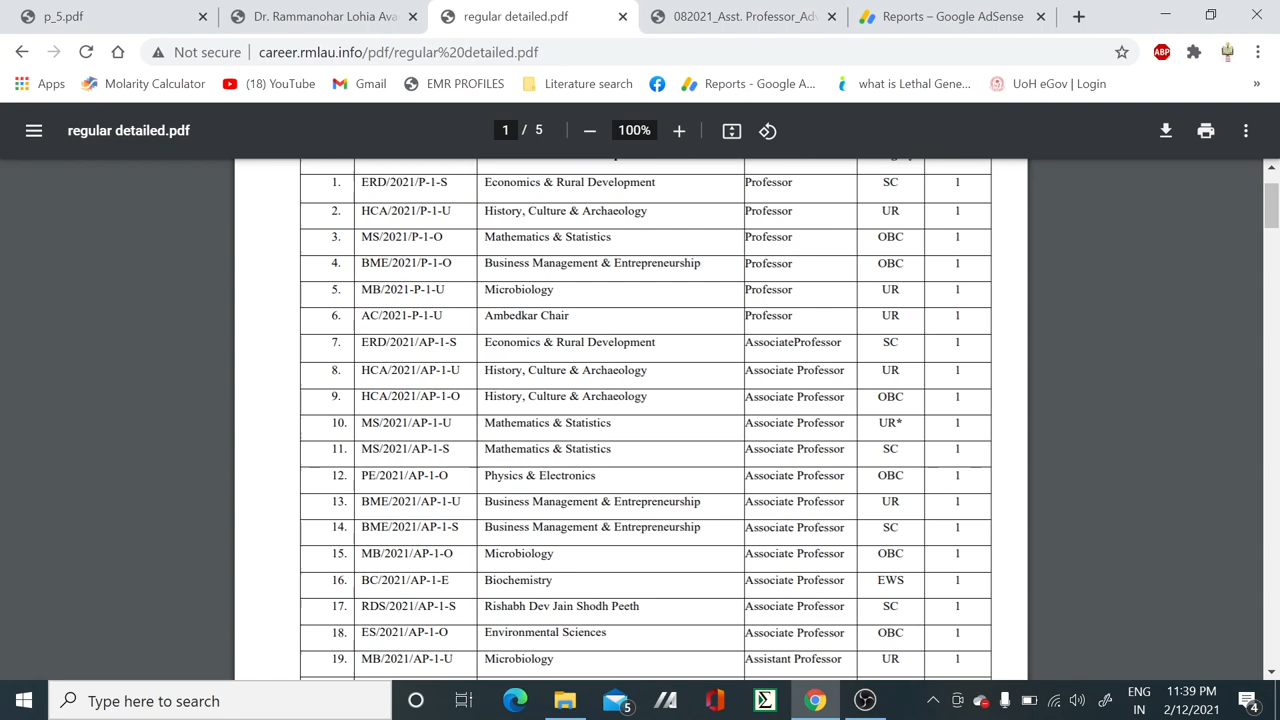 p_5.pdf
Dr. Rammanohar Lohia Ava
regular detailed.pdf
082021_Asst. Professor_Adv
Reports – Google AdSense
Not secure
career.rmlau.info/pdf/regular%20detailed.pdf
ABP
Apps
Molarity Calculator
(18) YouTube
Gmail
EMR PROFILES
Literature search
Reports - Google A...
what is Lethal Gene...
UoH eGov | Login
»
regular detailed.pdf
1 / 5
100%
1. ERD/2021/P-1-S Economics & Rural Development Professor SC 1
2. HCA/2021/P-1-U History, Culture & Archaeology Professor UR 1
3. MS/2021/P-1-O Mathematics & Statistics Professor OBC 1
4. BME/2021/P-1-O Business Management & Entrepreneurship Professor OBC 1
5. MB/2021-P-1-U Microbiology Professor UR 1
6. AC/2021-P-1-U Ambedkar Chair Professor UR 1
7. ERD/2021/AP-1-S Economics & Rural Development AssociateProfessor SC 1
8. HCA/2021/AP-1-U History, Culture & Archaeology Associate Professor UR 1
9. HCA/2021/AP-1-O History, Culture & Archaeology Associate Professor OBC 1
10. MS/2021/AP-1-U Mathematics & Statistics Associate Professor UR* 1
11. MS/2021/AP-1-S Mathematics & Statistics Associate Professor SC 1
12. PE/2021/AP-1-O Physics & Electronics Associate Professor OBC 1
13. BME/2021/AP-1-U Business Management & Entrepreneurship Associate Professor UR 1
14. BME/2021/AP-1-S Business Management & Entrepreneurship Associate Professor SC 1
15. MB/2021/AP-1-O Microbiology Associate Professor OBC 1
16. BC/2021/AP-1-E Biochemistry Associate Professor EWS 1
17. RDS/2021/AP-1-S Rishabh Dev Jain Shodh Peeth Associate Professor SC 1
18. ES/2021/AP-1-O Environmental Sciences Associate Professor OBC 1
19. MB/2021/AP-1-U Microbiology Assistant Professor UR 1
Type here to search
5
ENG
IN
11:39 PM
2/12/2021
4